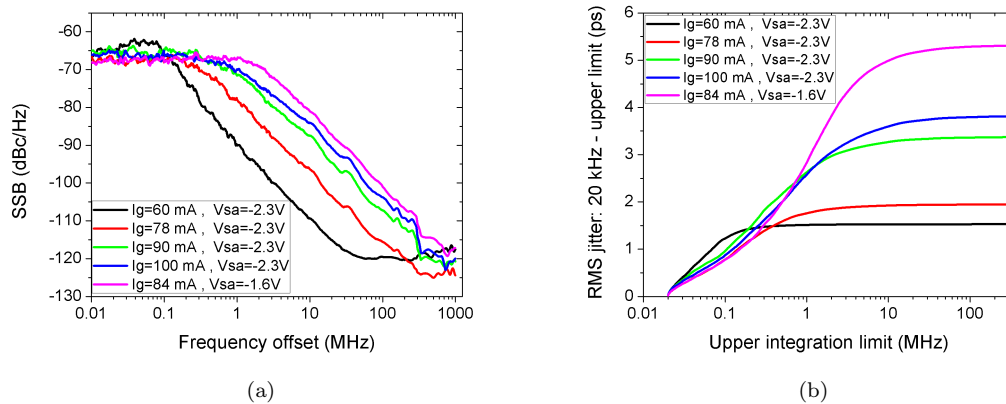 -60
-70
-80
-90
-100
-110
-120
-130
SSB (dBc/Hz)
Ig=60 mA , Vsa=-2.3V
Ig=78 mA , Vsa=-2.3V
Ig=90 mA , Vsa=-2.3V
Ig=100 mA , Vsa=-2.3V
Ig=84 mA , Vsa=-1.6V
0.01 0.1 1 10 100 1000
Frequency offset (MHz)
(a)
6
5
4
3
2
1
0
RMS jitter: 20 kHz - upper limit (ps)
Ig=60 mA , Vsa=-2.3V
Ig=78 mA , Vsa=-2.3V
Ig=90 mA , Vsa=-2.3V
Ig=100 mA , Vsa=-2.3V
Ig=84 mA , Vsa=-1.6V
0.01 0.1 1 10 100
Upper integration limit (MHz)
(b)